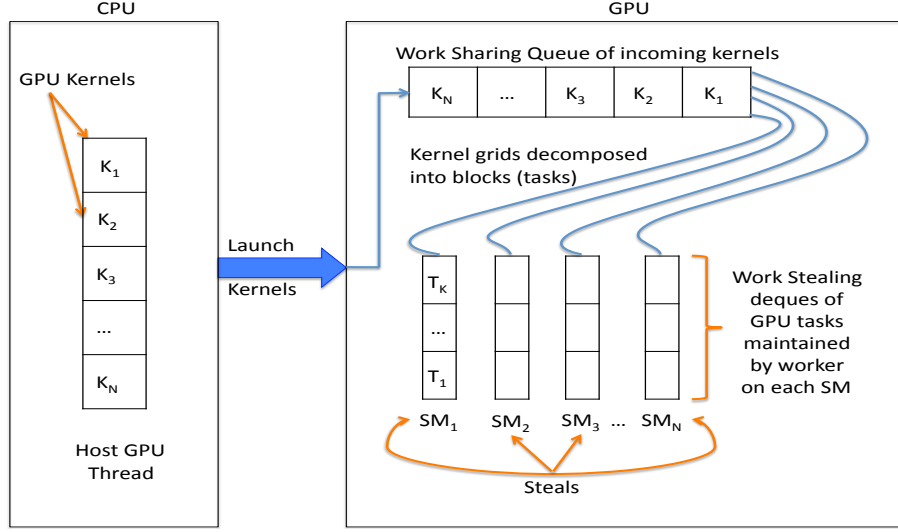 CPU
GPU
GPU Kernels
K1
K2
K3
...
KN
Host GPU
Thread
Launch
Kernels
Work Sharing Queue of incoming kernels
KN ... K3 K2 K1
Kernel grids decomposed
into blocks (tasks)
TK
...
T1
SM1 SM2 SM3 ... SMN
Steals
Work Stealing
deques of
GPU tasks
maintained
by worker
on each SM